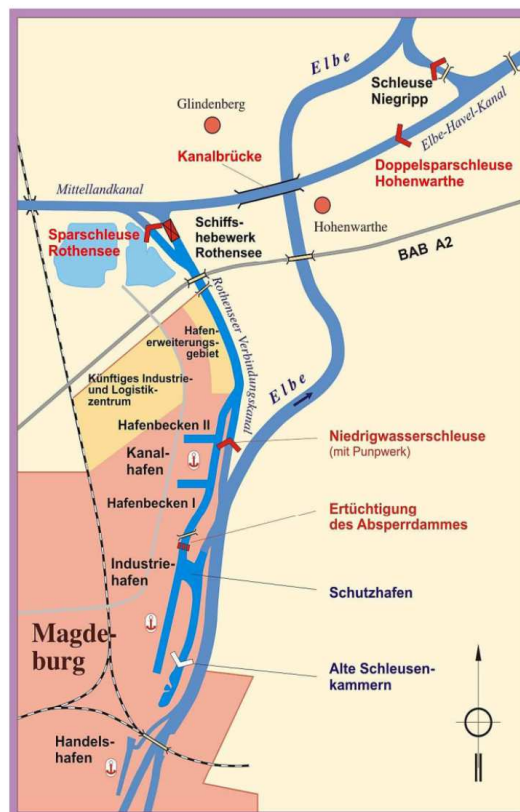 Elbe
Schleuse
Niegripp
Glindenberg
Elbe-Havel-Kanal
Kanalbrücke
Doppelsparschleuse
Hohenwarthe
Mittellandkanal
Sparschleuse
Rothensee
Schiffs-
hebewerk
Rothensee
Hohenwarthe
BAB A2
Rothenseer Verbindungskanal
Hafen-
erweiterungs-
gebiet
Künftiges Industrie-
und Logistik-
zentrum
Elbe
Hafenbecken II
Kanal-
hafen
Niedrigwasserschleuse
(mit Punpwerk)
Hafenbecken I
Ertüchtigung
des Absperrdammes
Industrie-
hafen
Schutzhafen
Magde-
burg
Alte Schleusen-
kammern
Handels-
hafen